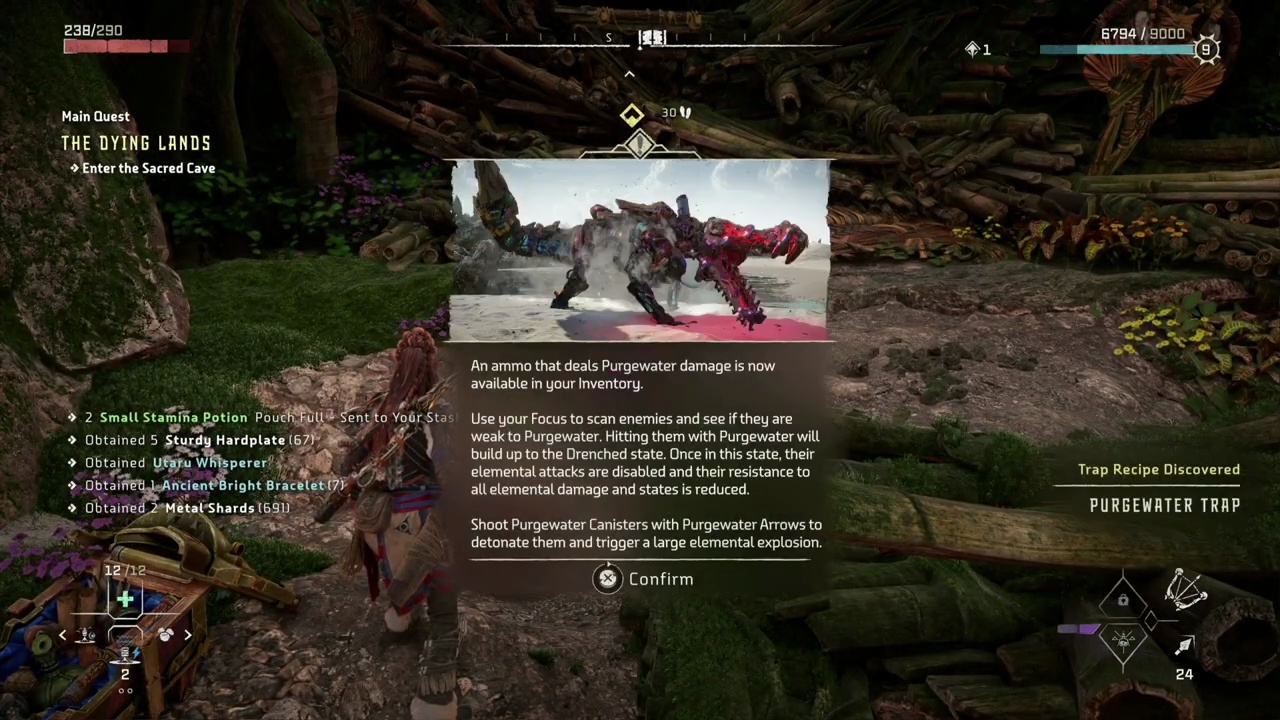 238/290
S
6794 / 9000
1
9
30
Main Quest
THE DYING LANDS
Enter the Sacred Cave
An ammo that deals Purgewater damage is now
available in your Inventory.
Use your Focus to scan enemies and see if they are
weak to Purgewater. Hitting them with Purgewater will
build up to the Drenched state. Once in this state, their
elemental attacks are disabled and their resistance to
all elemental damage and states is reduced.
Shoot Purgewater Canisters with Purgewater Arrows to
detonate them and trigger a large elemental explosion.
Confirm
2 Small Stamina Potion Pouch Full - Sent to Your Stas
Obtained 5 Sturdy Hardplate (67)
Obtained Utaru Whisperer
Obtained 1 Ancient Bright Bracelet (7)
Obtained 2 Metal Shards (691)
Trap Recipe Discovered
PURGEWATER TRAP
12/12
2
24